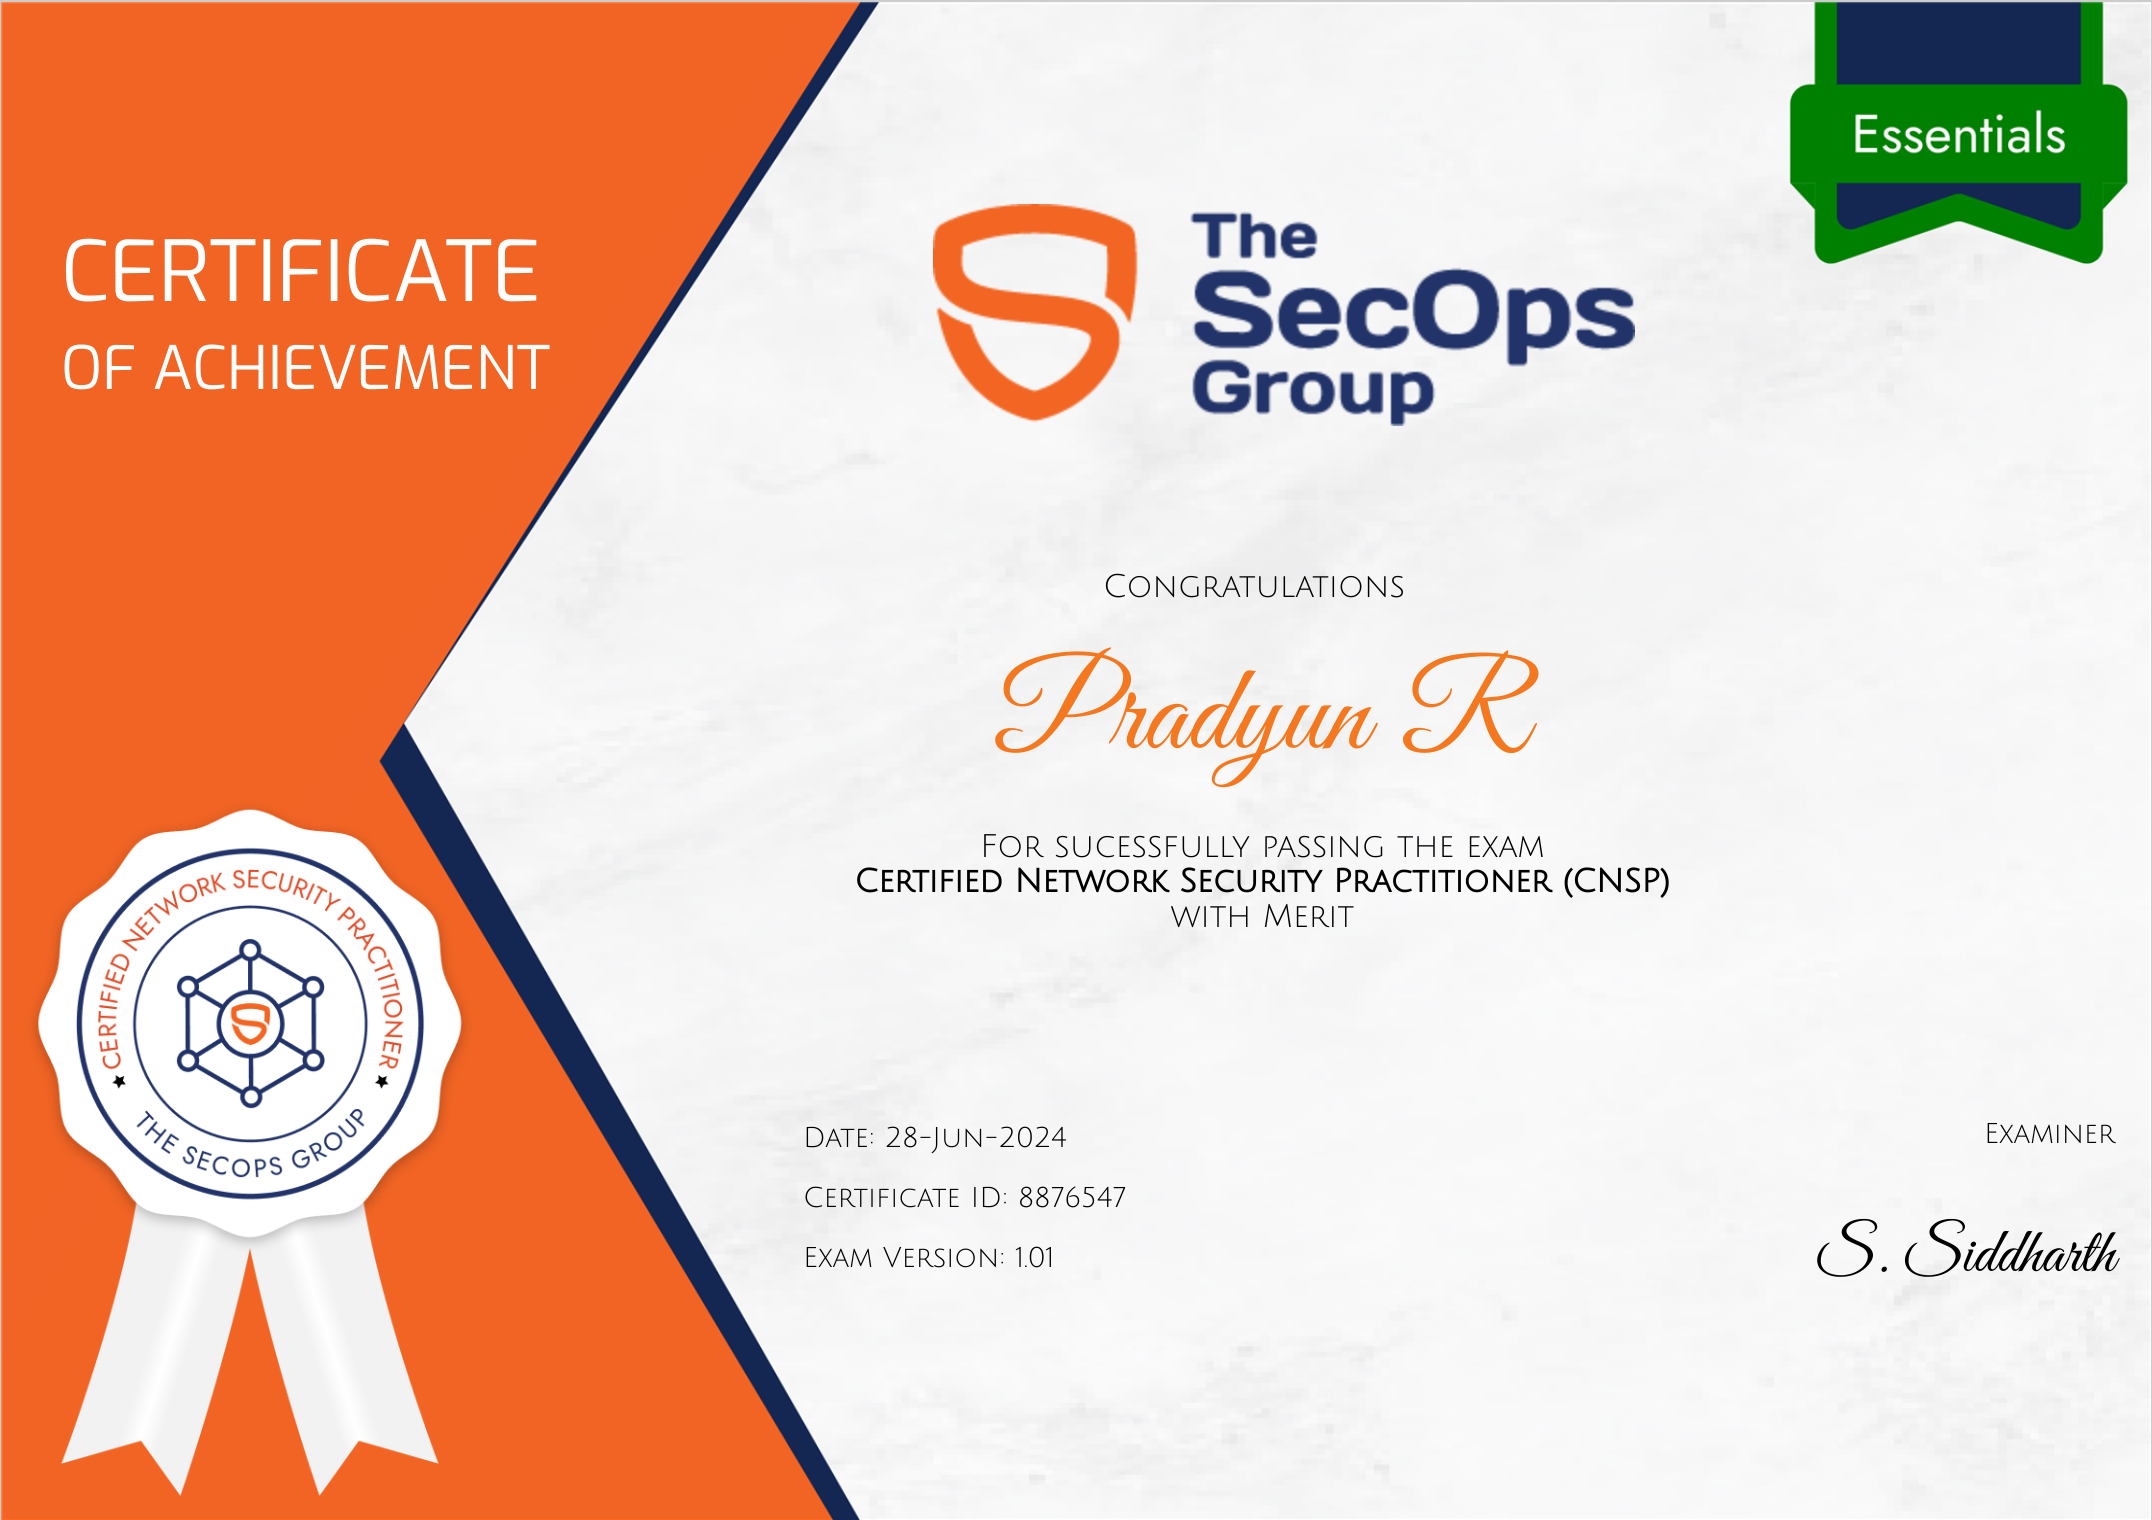 Essentials
CERTIFICATE
OF ACHIEVEMENT
The
SecOps
Group
Congratulations
Pradyun R
For sucessfully passing the exam
Certified Network Security Practitioner (CNSP)
with Merit
CERTIFIED NETWORK SECURITY PRACTITIONER
THE SECOPS GROUP
Date: 28-Jun-2024
Certificate ID: 8876547
Exam Version: 1.01
Examiner
S. Siddharth